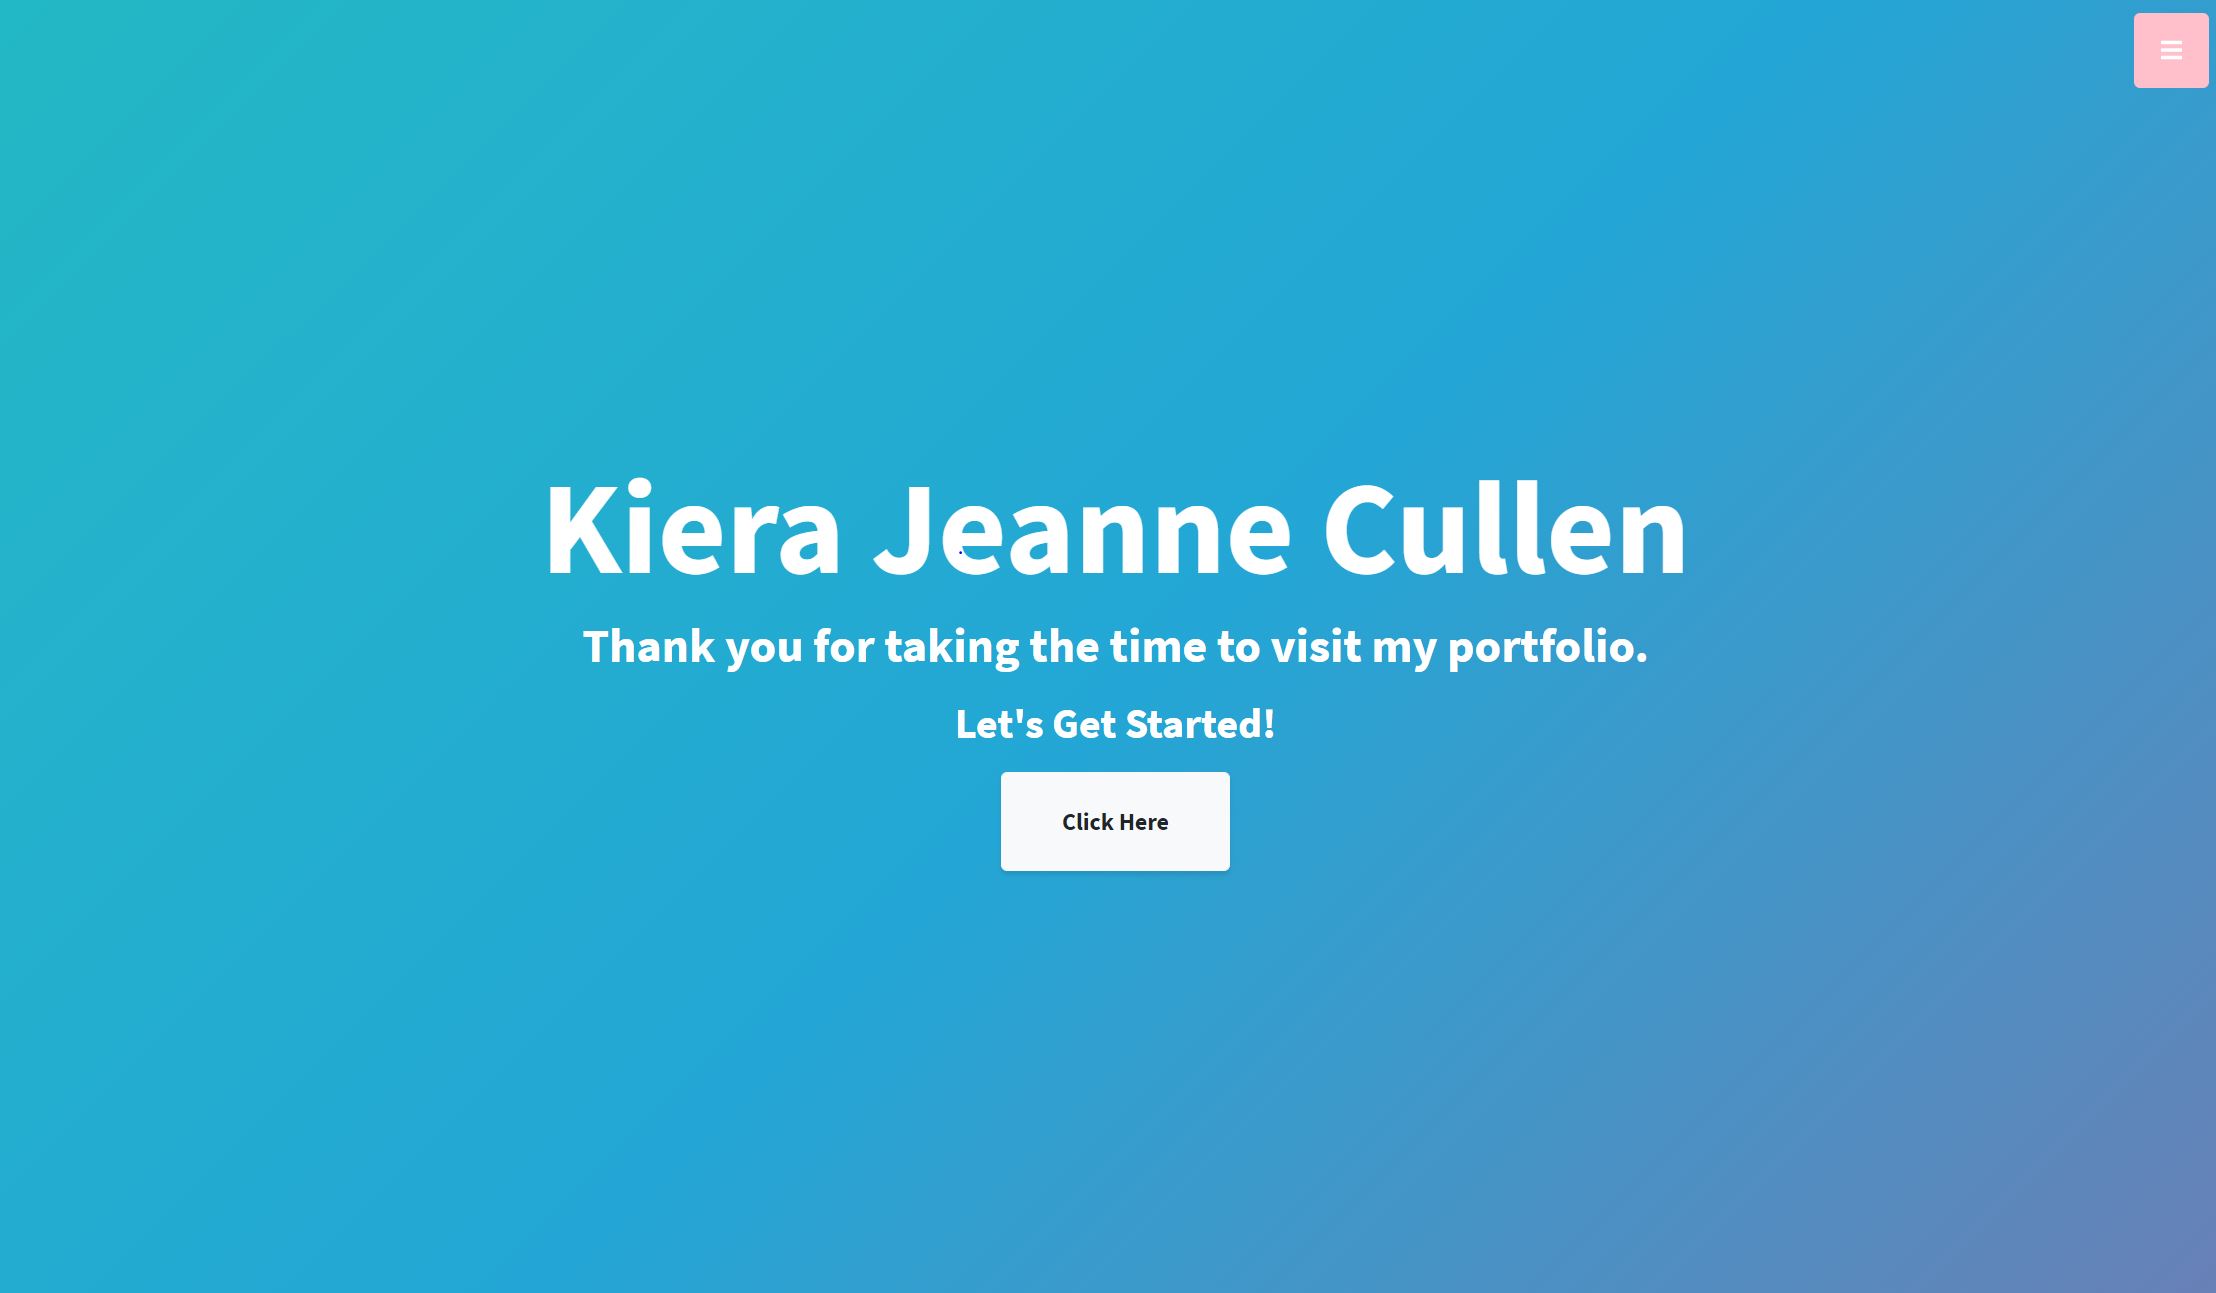 Kiera Jeanne Cullen
Thank you for taking the time to visit my portfolio.
Let's Get Started!
Click Here